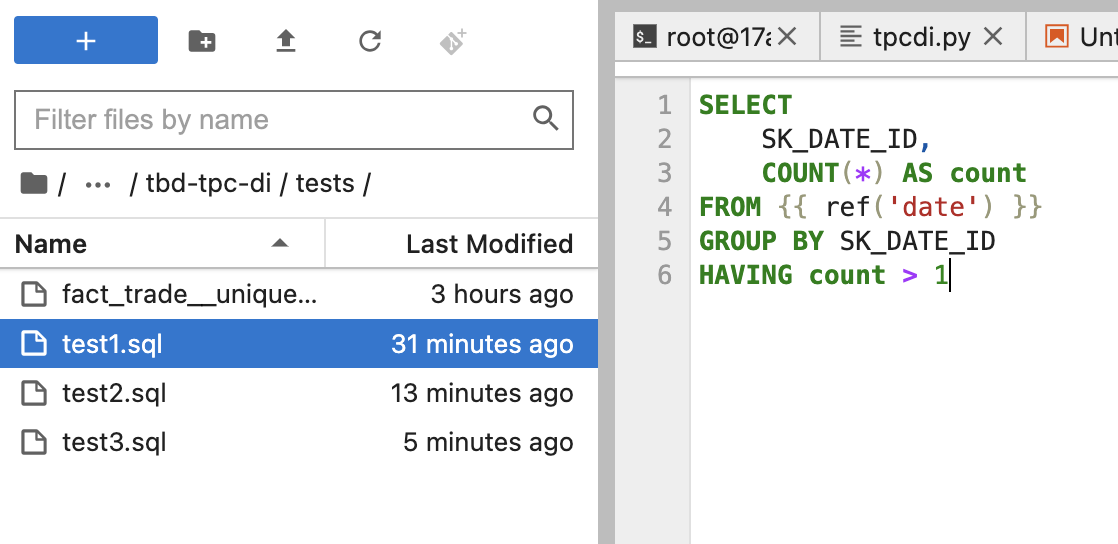 Filter files by name
/ ... / tbd-tpc-di / tests /
Name Last Modified
fact_trade__unique... 3 hours ago
test1.sql 31 minutes ago
test2.sql 13 minutes ago
test3.sql 5 minutes ago
$_ root@17a tpcdi.py Unt
1 SELECT
2 SK_DATE_ID,
3 COUNT(*) AS count
4 FROM {{ ref('date') }}
5 GROUP BY SK_DATE_ID
6 HAVING count > 1